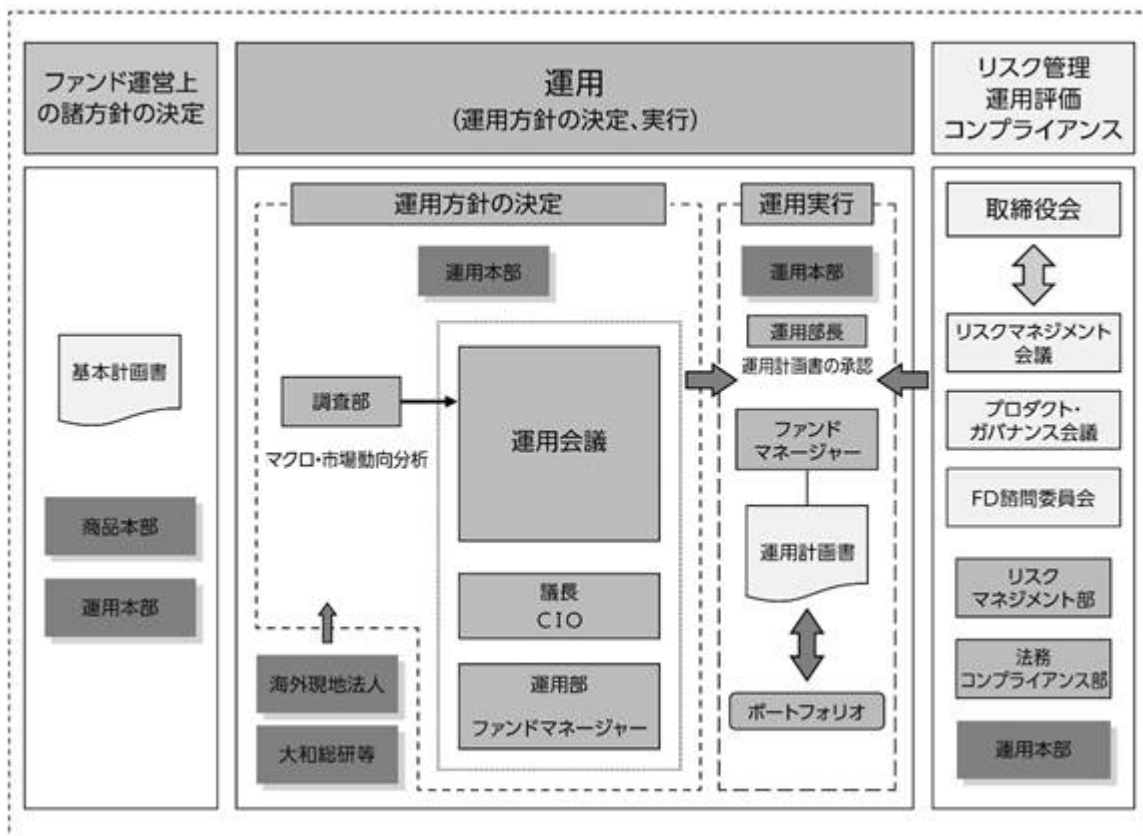 ファンド運営上
の諸方針の決定
基本計画書
商品本部
運用本部
運用
(運用方針の決定、実行)
運用方針の決定
運用本部
調査部
マクロ・市場動向分析
運用会議
議長
CIO
運用部
ファンドマネージャー
海外現地法人
大和総研等
運用実行
運用本部
運用部長
運用計画書の承認
ファンド
マネージャー
運用計画書
ポートフォリオ
リスク管理
運用評価
コンプライアンス
取締役会
リスクマネジメント
会議
プロダクト・
ガバナンス会議
FD諮問委員会
リスク
マネジメント部
法務
コンプライアンス部
運用本部